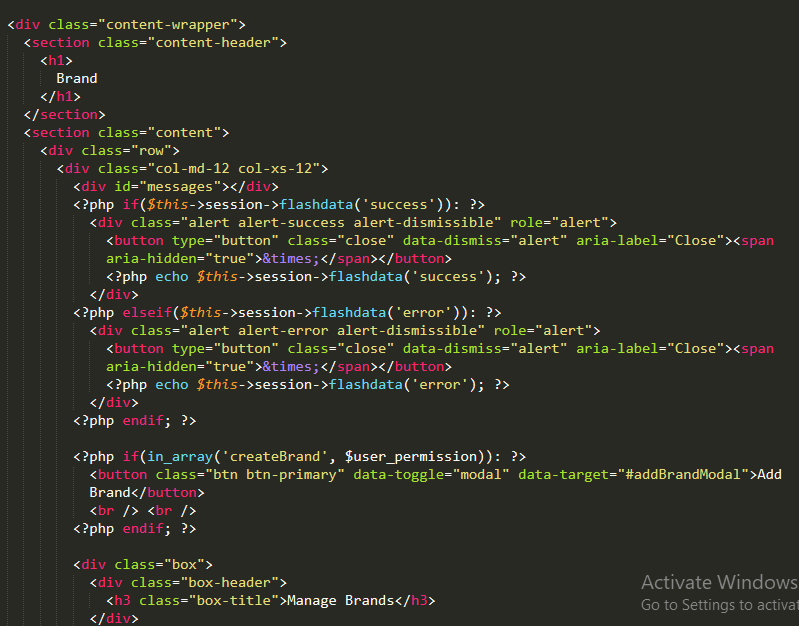 <div class="content-wrapper">
<section class="content-header">
<h1>
Brand
</h1>
</section>
<section class="content">
<div class="row">
<div class="col-md-12 col-xs-12">
<div id="messages"></div>
<?php if($this->session->flashdata('success')): ?>
<div class="alert alert-success alert-dismissible" role="alert">
<button type="button" class="close" data-dismiss="alert" aria-label="Close"><span
aria-hidden="true">&times;</span></button>
<?php echo $this->session->flashdata('success'); ?>
</div>
<?php elseif($this->session->flashdata('error')): ?>
<div class="alert alert-error alert-dismissible" role="alert">
<button type="button" class="close" data-dismiss="alert" aria-label="Close"><span
aria-hidden="true">&times;</span></button>
<?php echo $this->session->flashdata('error'); ?>
</div>
<?php endif; ?>
<?php if(in_array('createBrand', $user_permission)): ?>
<button class="btn btn-primary" data-toggle="modal" data-target="#addBrandModal">Add
Brand</button>
<br /> <br />
<?php endif; ?>
<div class="box">
<div class="box-header">
<h3 class="box-title">Manage Brands</h3>
</div>
Activate Windows
Go to Settings to activat